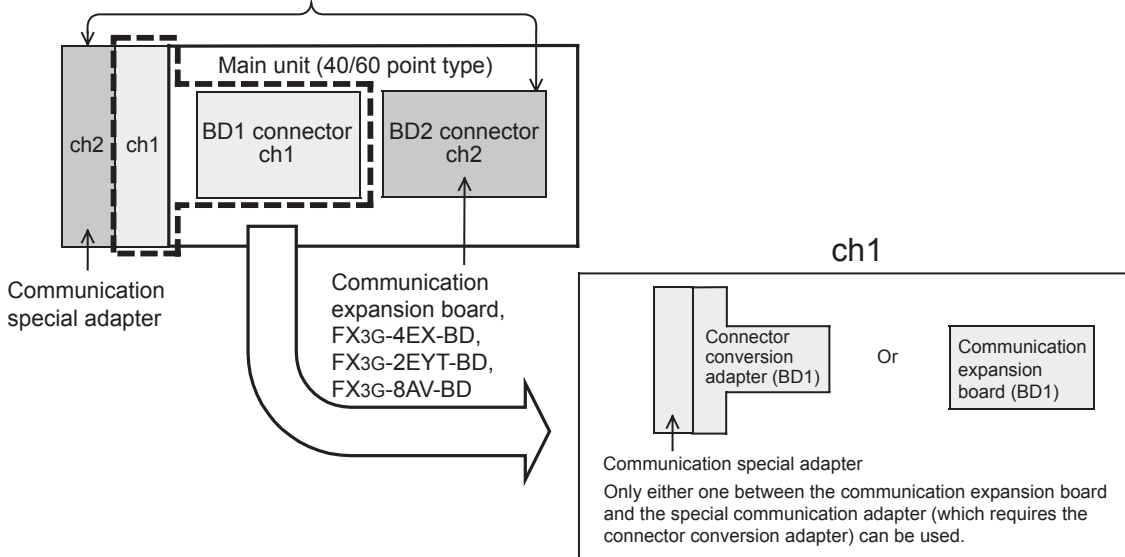 Main unit (40/60 point type)
ch2
ch1
BD1 connector
ch1
BD2 connector
ch2
Communication
special adapter
Communication
expansion board,
FX3G-4EX-BD,
FX3G-2EYT-BD,
FX3G-8AV-BD
ch1
Connector
conversion
adapter (BD1)
Or
Communication
expansion
board (BD1)
Communication special adapter
Only either one between the communication expansion board
and the special communication adapter (which requires the
connector conversion adapter) can be used.